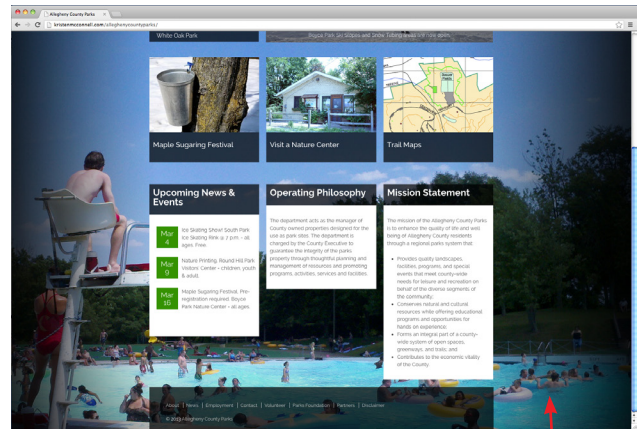 Allegheny County Parks
kristenmcconnell.com/alleghenycountyparks/
White Oak Park
Boyce Park Ski Slopes and Snow Tubing areas are now open.
Maple Sugaring Festival
Visit a Nature Center
Trail Maps
Upcoming News &
Events
Mar
4
Ice Skating Show! South Park
Ice Skating Rink @ 7 p.m. - all
ages. Free.
Mar
9
Nature Printing. Round Hill Park
Visitors' Center - children, youth
& adult.
Mar
16
Maple Sugaring Festival. Pre-
registration required. Boyce
Park Nature Center - all ages.
Operating Philosophy
The department acts as the manager of
County owned properties designed for the
use as park sites. The department is
charged by the County Executive to
guarantee the integrity of the parks
property through thoughtful planning and
management of resources and promoting
programs, activities, services and facilities.
Mission Statement
The mission of the Allegheny County Parks
is to enhance the quality of life and well
being of Allegheny County residents
through a regional parks system that:
• Provides quality landscapes,
facilities, programs, and special
events that meet county-wide
needs for leisure and recreation on
behalf of the diverse segments of
the community;
• Conserves natural and cultural
resources while offering educational
programs and opportunities for
hands on experience;
• Forms an integral part of a county-
wide system of open spaces,
greenways, and trails; and
• Contributes to the economic vitality
of the County.
About | News | Employment | Contact | Volunteer | Parks Foundation | Partners | Disclaimer
© 2013 Allegheny County Parks